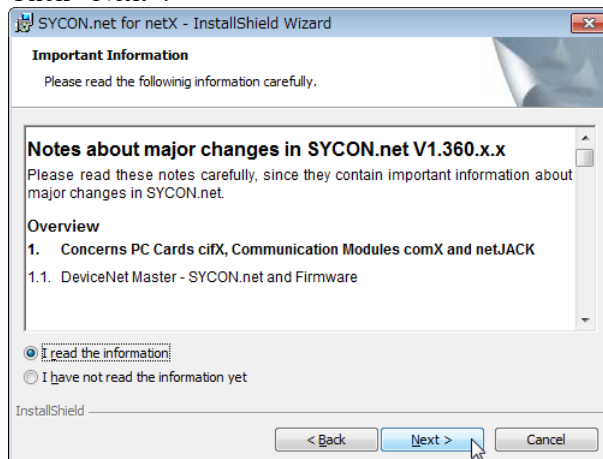 SYCON.net for netX - InstallShield Wizard
Important Information
Please read the followinig information carefully.
Notes about major changes in SYCON.net V1.360.x.x
Please read these notes carefully, since they contain important information about
major changes in SYCON.net.
Overview
1. Concerns PC Cards cifX, Communication Modules comX and netJACK
1.1. DeviceNet Master - SYCON.net and Firmware
I read the information
I have not read the information yet
InstallShield
< Back Next > Cancel